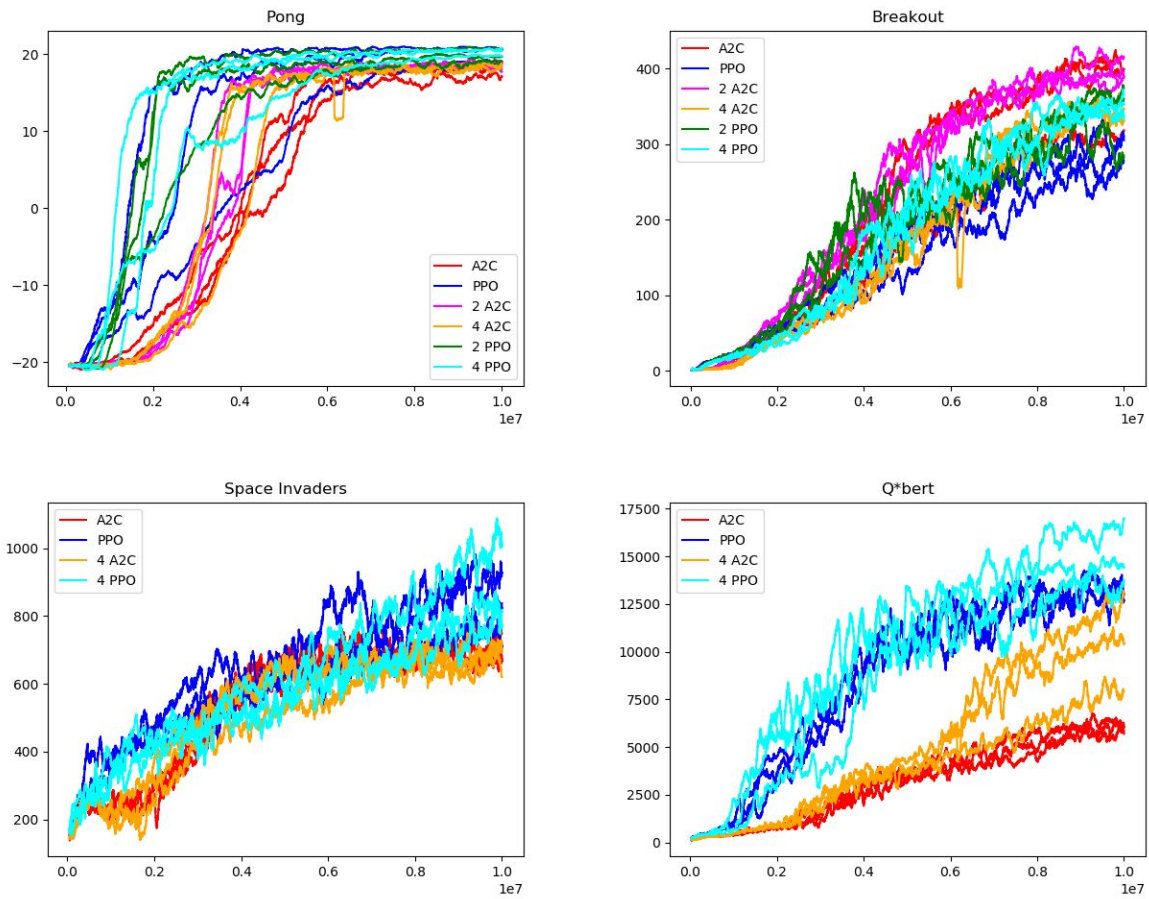 Pong
20
10
0
−10
−20
A2C
PPO
2 A2C
4 A2C
2 PPO
4 PPO
0.0 0.2 0.4 0.6 0.8 1.0
1e7
Breakout
400
300
200
100
0
A2C
PPO
2 A2C
4 A2C
2 PPO
4 PPO
0.0 0.2 0.4 0.6 0.8 1.0
1e7
Space Invaders
1000
800
600
400
200
A2C
PPO
4 A2C
4 PPO
0.0 0.2 0.4 0.6 0.8 1.0
1e7
Q*bert
17500
15000
12500
10000
7500
5000
2500
0
A2C
PPO
4 A2C
4 PPO
0.0 0.2 0.4 0.6 0.8 1.0
1e7